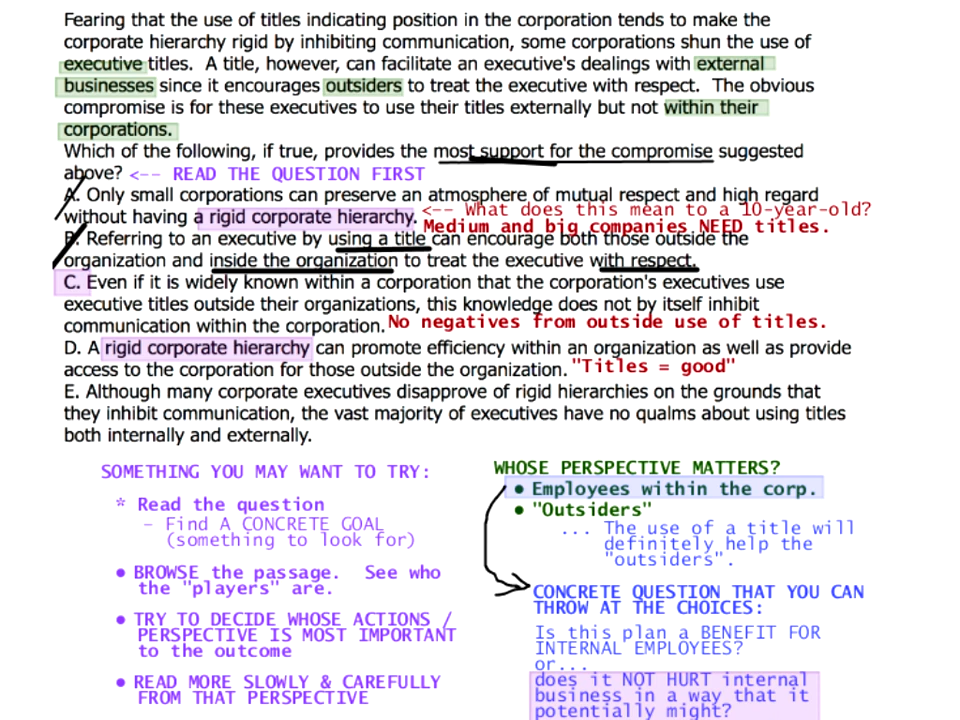 Fearing that the use of titles indicating position in the corporation tends to make the
corporate hierarchy rigid by inhibiting communication, some corporations shun the use of
executive titles.  A title, however, can facilitate an executive's dealings with external
businesses since it encourages outsiders to treat the executive with respect.  The obvious
compromise is for these executives to use their titles externally but not within their
corporations.
Which of the following, if true, provides the most support for the compromise suggested
above? <-- READ THE QUESTION FIRST
A. Only small corporations can preserve an atmosphere of mutual respect and high regard
without having a rigid corporate hierarchy. <-- What does this mean to a 10-year-old?
Medium and big companies NEED titles.
B. Referring to an executive by using a title can encourage both those outside the
organization and inside the organization to treat the executive with respect.
C. Even if it is widely known within a corporation that the corporation's executives use
executive titles outside their organizations, this knowledge does not by itself inhibit
communication within the corporation. No negatives from outside use of titles.
D. A rigid corporate hierarchy can promote efficiency within an organization as well as provide
access to the corporation for those outside the organization. "Titles = good"
E. Although many corporate executives disapprove of rigid hierarchies on the grounds that
they inhibit communication, the vast majority of executives have no qualms about using titles
both internally and externally.
SOMETHING YOU MAY WANT TO TRY:
* Read the question
– Find A CONCRETE GOAL
(something to look for)
• BROWSE the passage.  See who
the "players" are.
• TRY TO DECIDE WHOSE ACTIONS /
PERSPECTIVE IS MOST IMPORTANT
to the outcome
• READ MORE SLOWLY & CAREFULLY
FROM THAT PERSPECTIVE
WHOSE PERSPECTIVE MATTERS?
• Employees within the corp.
• "Outsiders"
... The use of a title will
definitely help the
"outsiders".
CONCRETE QUESTION THAT YOU CAN
THROW AT THE CHOICES:
Is this plan a BENEFIT FOR
INTERNAL EMPLOYEES?
or...
does it NOT HURT internal
business in a way that it
potentially might?